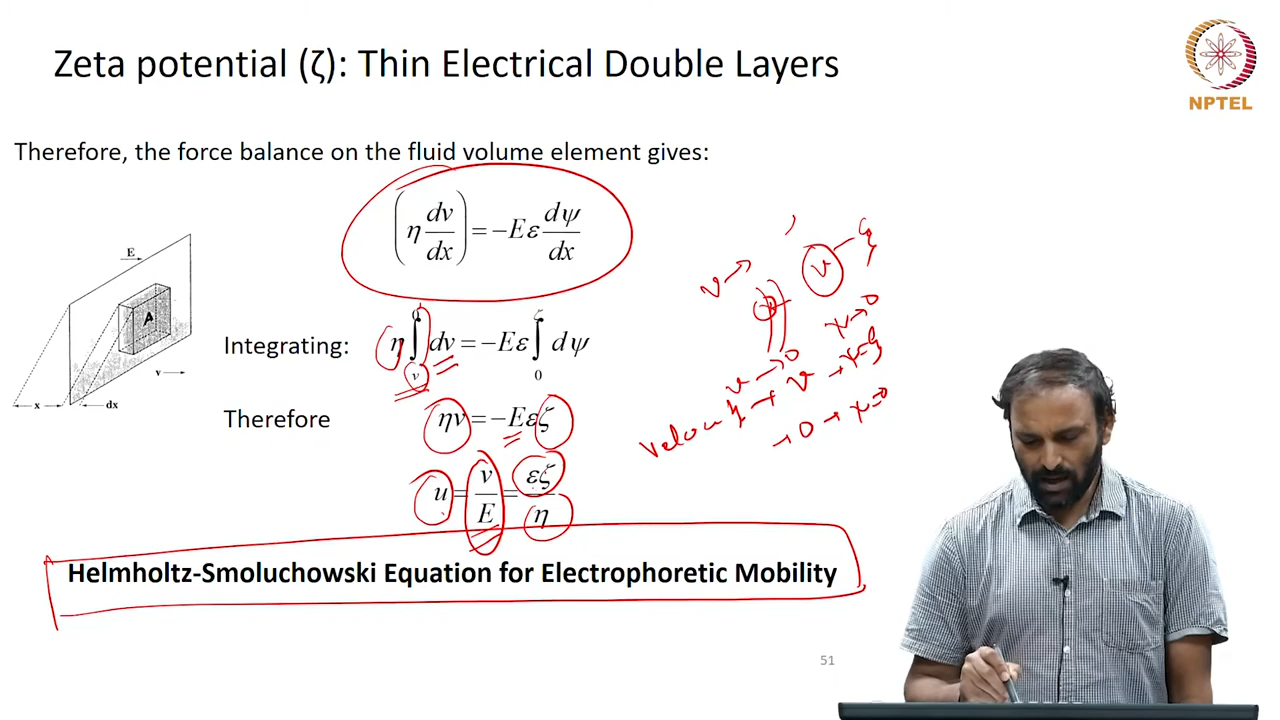 Zeta potential (ζ): Thin Electrical Double Layers
NPTEL
Therefore, the force balance on the fluid volume element gives:
(η dv/dx) = −Eε dψ/dx
E
A
v
x
dx
Integrating: η ∫ᵥ⁰ dv = −Eε ∫₀^ζ dψ
Therefore ηv = −Eεζ
u = v/E = εζ/η
Helmholtz-Smoluchowski Equation for Electrophoretic Mobility
51